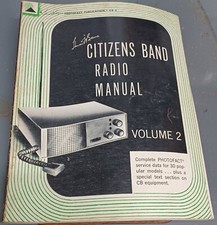 CITIZENS BAND
RADIO
MANUAL
VOLUME 2
Complete PHOTOFACT®
service data for 30 pop-
ular models . . . plus a
special text section on
CB equipment.